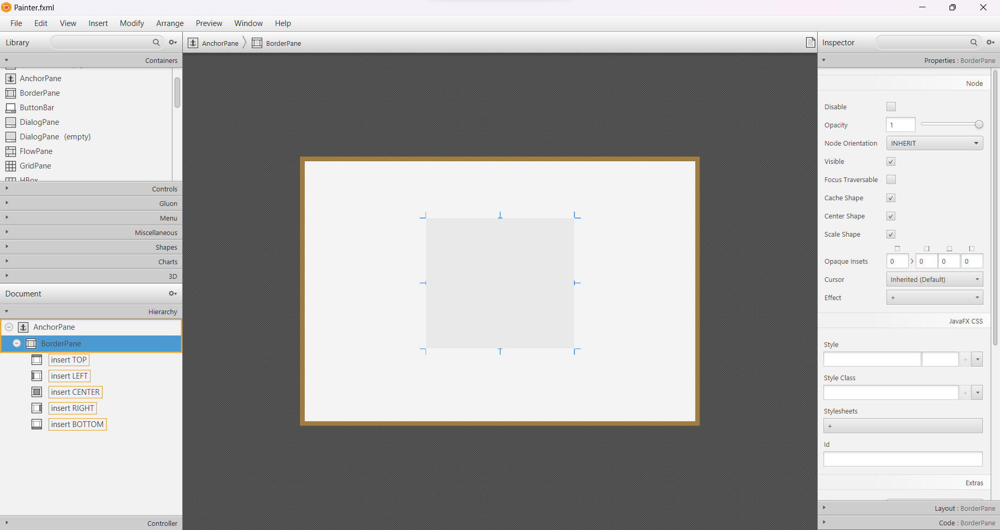 Painter.fxml
File Edit View Insert Modify Arrange Preview Window Help
Library
Containers
AnchorPane
BorderPane
ButtonBar
DialogPane
DialogPane (empty)
FlowPane
GridPane
HBox
Controls
Gluon
Menu
Miscellaneous
Shapes
Charts
3D
Document
Hierarchy
AnchorPane
BorderPane
insert TOP
insert LEFT
insert CENTER
insert RIGHT
insert BOTTOM
Controller
AnchorPane BorderPane
Inspector
Properties : BorderPane
Node
Disable
Opacity 1
Node Orientation INHERIT
Visible
Focus Traversable
Cache Shape
Center Shape
Scale Shape
Opaque Insets 0 > 0 0 0
Cursor Inherited (Default)
Effect +
JavaFX CSS
Style
+
Style Class
+
Stylesheets
+
Id
Extras
Layout : BorderPane
Code : BorderPane